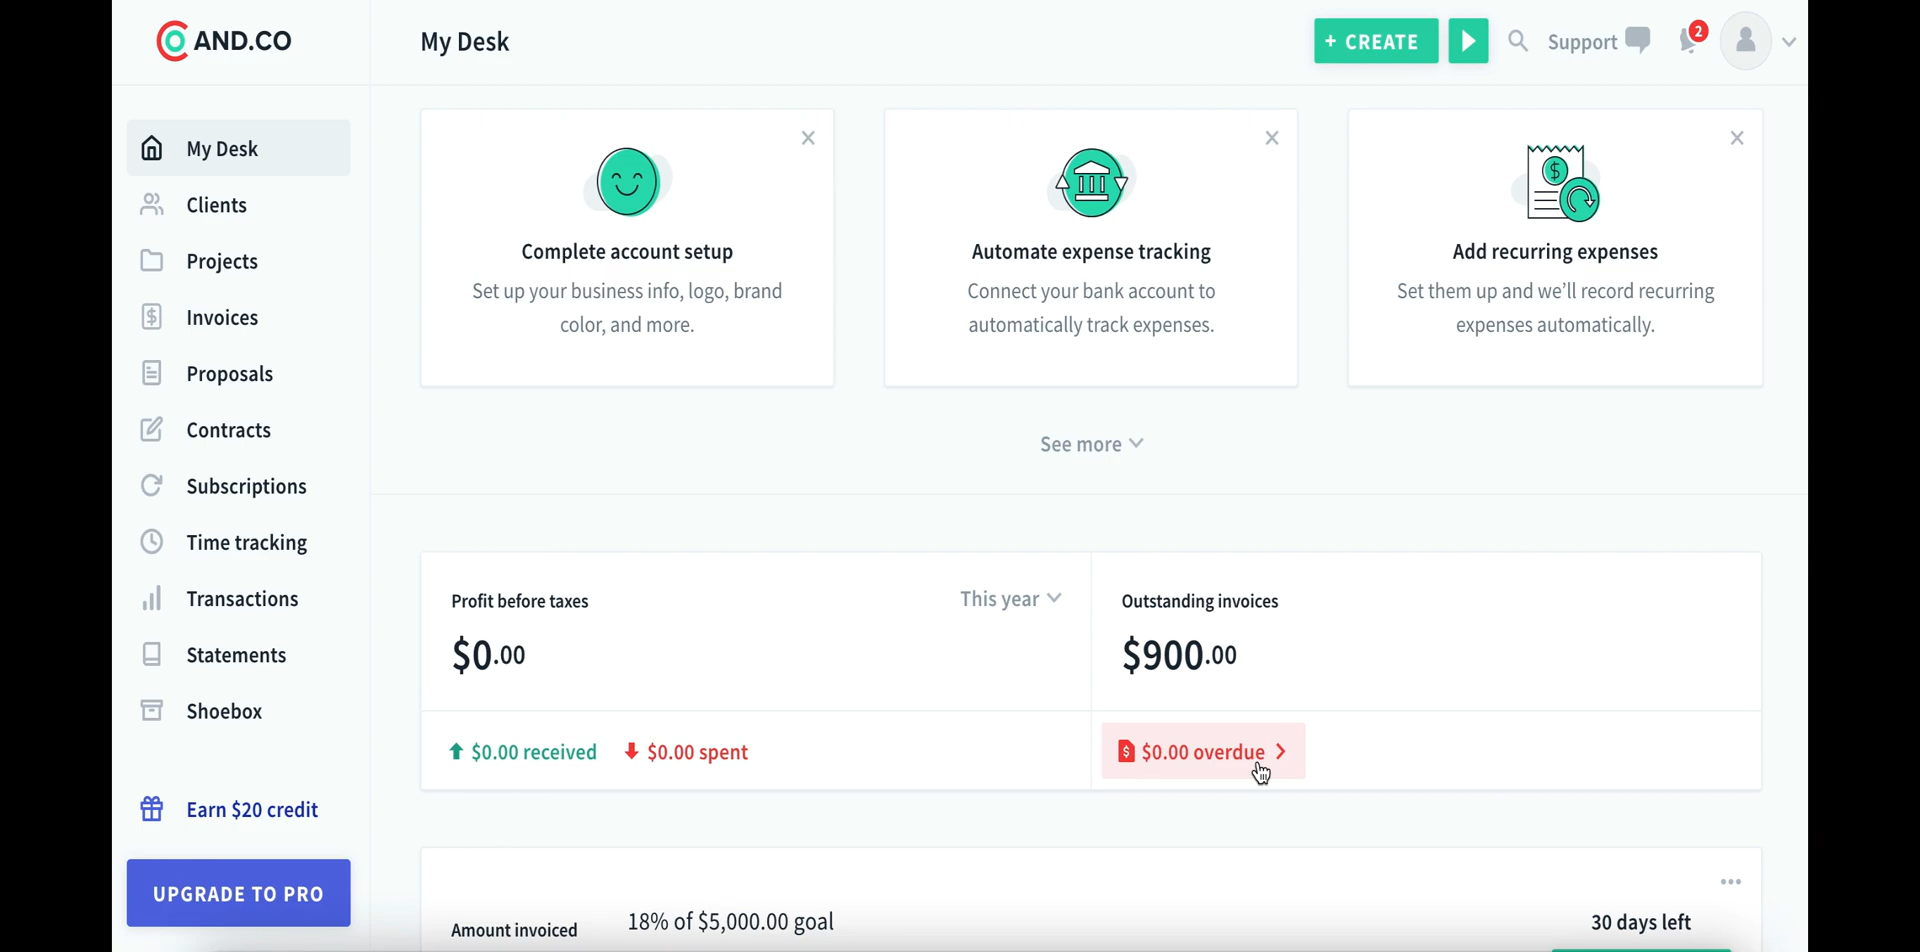 AND.CO
My Desk
+ CREATE
Support
2
My Desk
Clients
Projects
Invoices
Proposals
Contracts
Subscriptions
Time tracking
Transactions
Statements
Shoebox
Earn $20 credit
UPGRADE TO PRO
Complete account setup
Set up your business info, logo, brand
color, and more.
Automate expense tracking
Connect your bank account to
automatically track expenses.
$
Add recurring expenses
Set them up and we’ll record recurring
expenses automatically.
See more
Profit before taxes
This year
$0.00
$0.00 received
$0.00 spent
Outstanding invoices
$900.00
$0.00 overdue
Amount invoiced
18% of $5,000.00 goal
30 days left